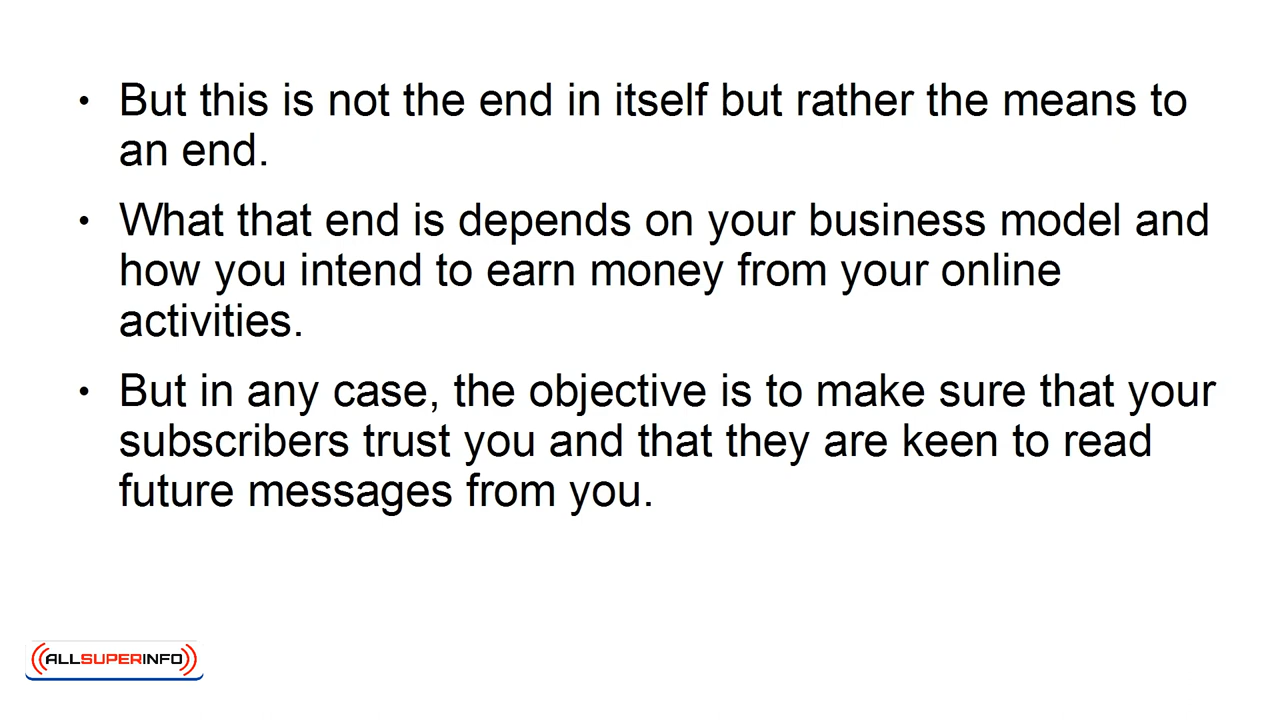 • But this is not the end in itself but rather the means to
an end.
• What that end is depends on your business model and
how you intend to earn money from your online
activities.
• But in any case, the objective is to make sure that your
subscribers trust you and that they are keen to read
future messages from you.
ALLSUPERINFO